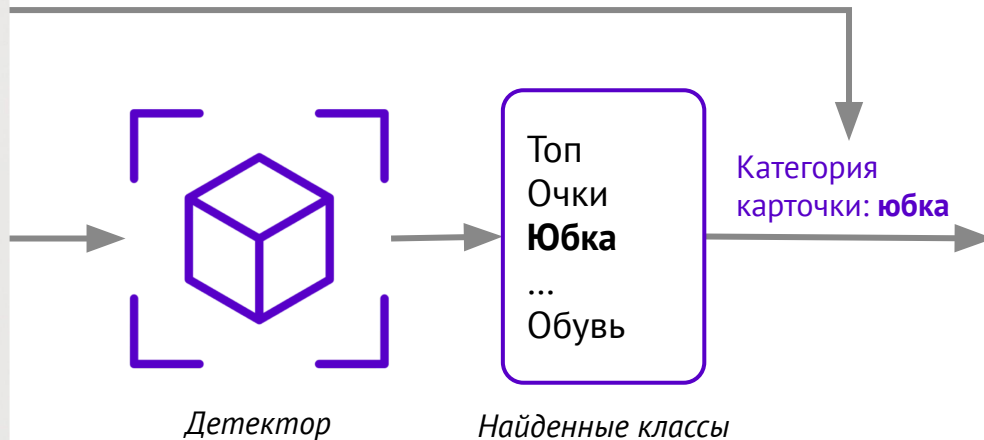 Топ
Очки
Юбка
...
Обувь
Категория
карточки: юбка
Детектор
Найденные классы